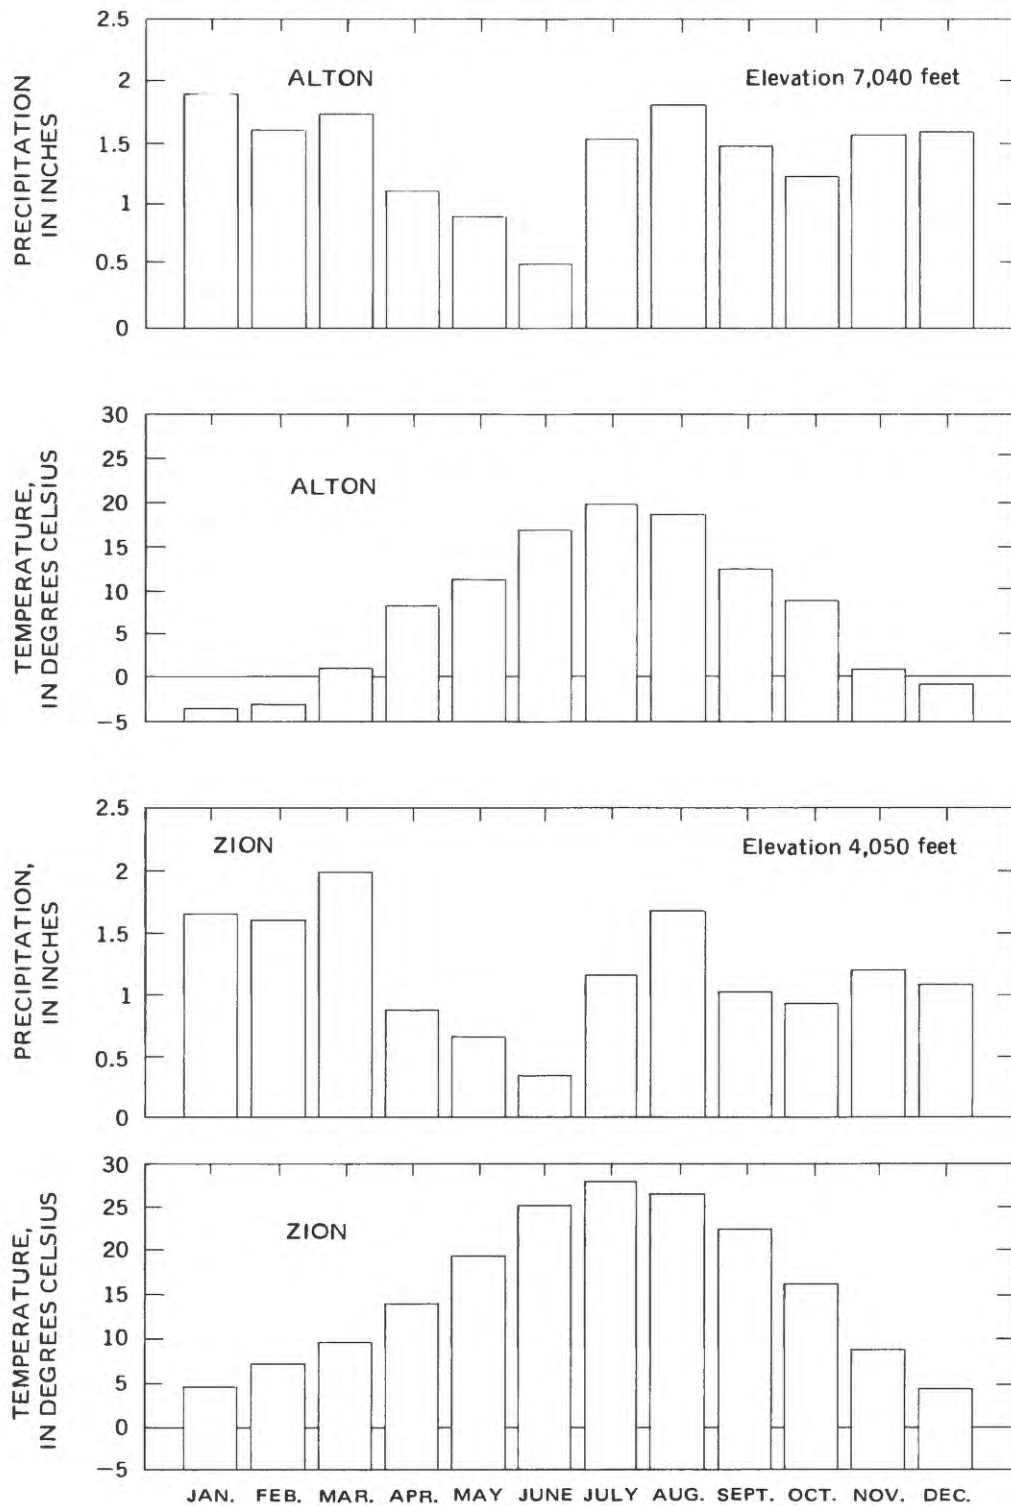 PRECIPITATION
IN INCHES
2.5
2
1.5
1
0.5
0
ALTON
Elevation 7,040 feet
TEMPERATURE,
IN DEGREES CELSIUS
30
25
20
15
10
5
0
−5
ALTON
PRECIPITATION,
IN INCHES
2.5
2
1.5
1
0.5
0
ZION
Elevation 4,050 feet
TEMPERATURE,
IN DEGREES CELSIUS
30
25
20
15
10
5
0
−5
ZION
JAN. FEB. MAR. APR. MAY JUNE JULY AUG. SEPT. OCT. NOV. DEC.